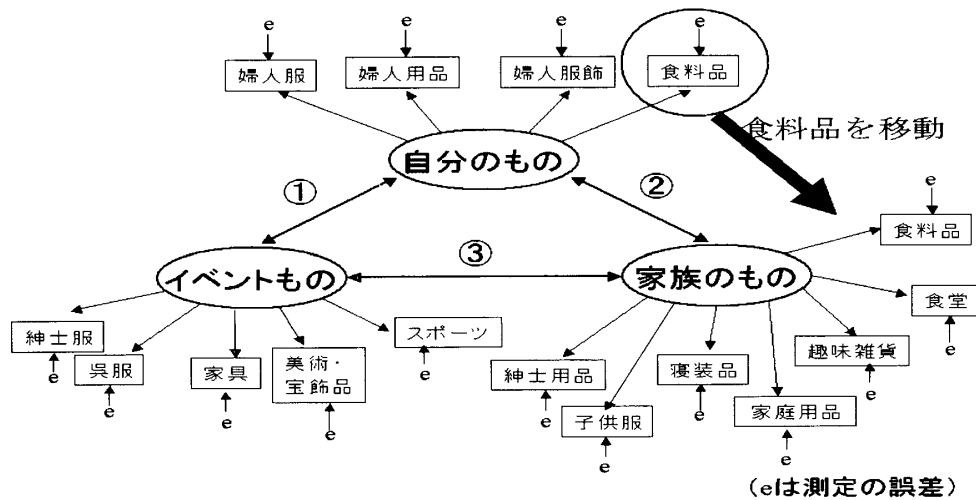 e
e
e
e
婦人服
婦人用品
婦人服飾
食料品
食料品を移動
自分のもの
①
②
e
食料品
③
イベントもの
家族のもの
紳士服
e
呉服
e
家具
e
美術・
宝飾品
e
スポーツ
e
紳士用品
e
子供服
e
寝装品
e
家庭用品
e
趣味雑貨
e
食堂
e
(eは測定の誤差)